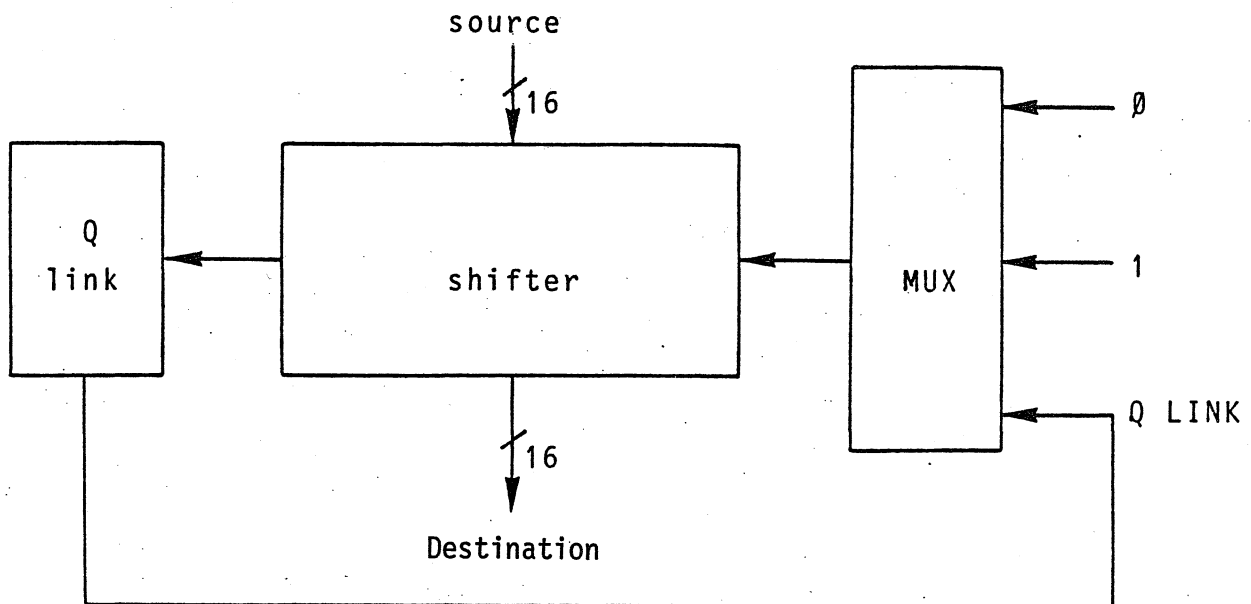 source
16
Ø
Q
link
shifter
MUX
1
Q LINK
16
Destination